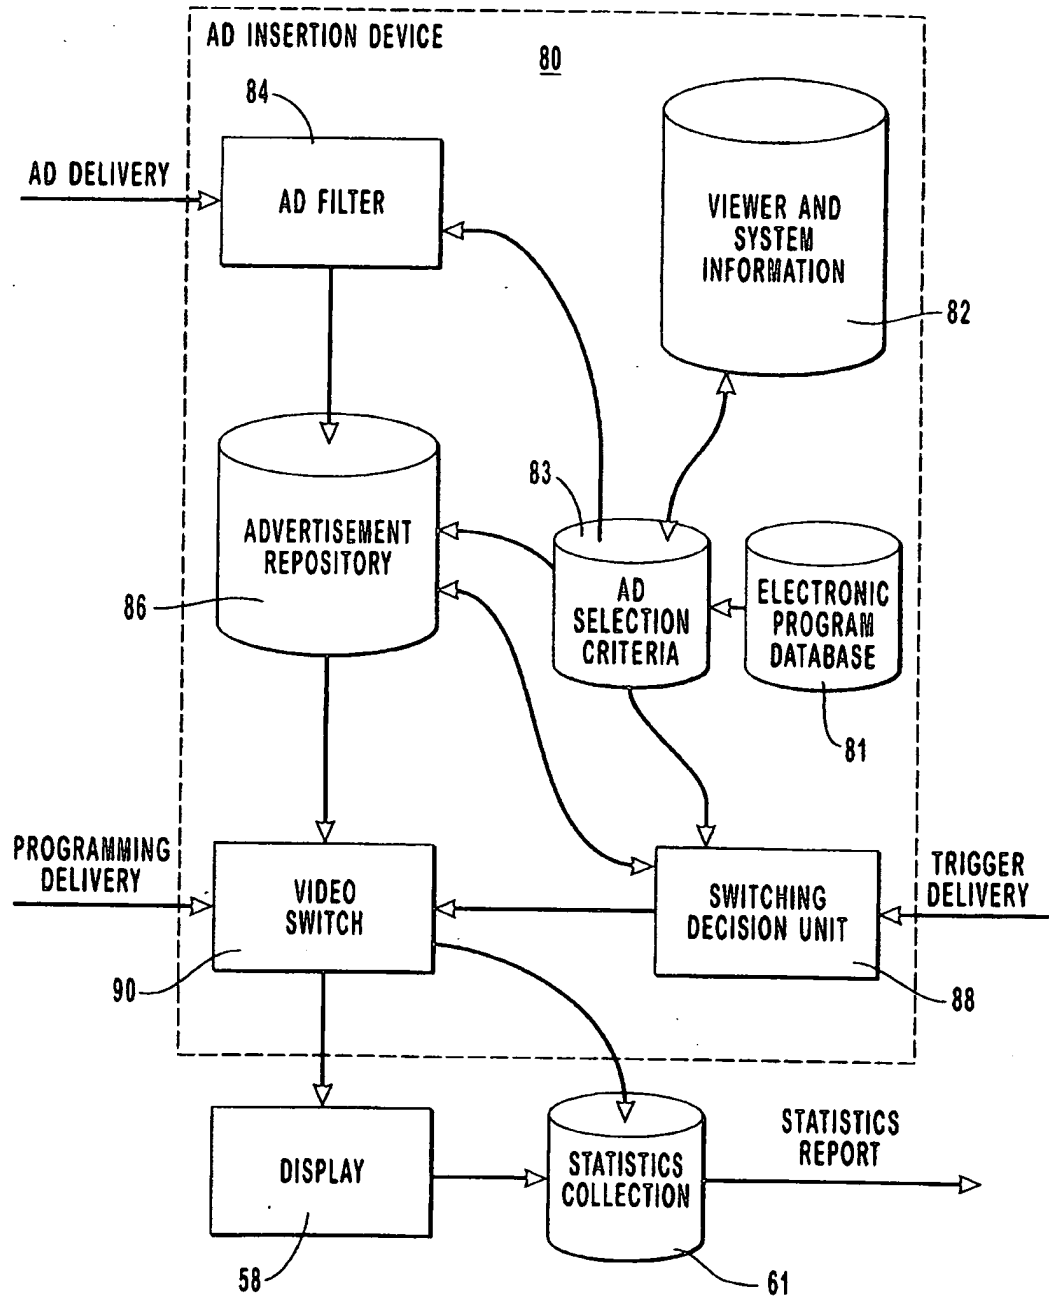 AD INSERTION DEVICE
80
84
AD DELIVERY
AD FILTER
VIEWER AND
SYSTEM
INFORMATION
82
83
ADVERTISEMENT
REPOSITORY
86
AD
SELECTION
CRITERIA
ELECTRONIC
PROGRAM
DATABASE
81
PROGRAMMING
DELIVERY
VIDEO
SWITCH
90
SWITCHING
DECISION UNIT
88
TRIGGER
DELIVERY
DISPLAY
58
STATISTICS
COLLECTION
61
STATISTICS
REPORT